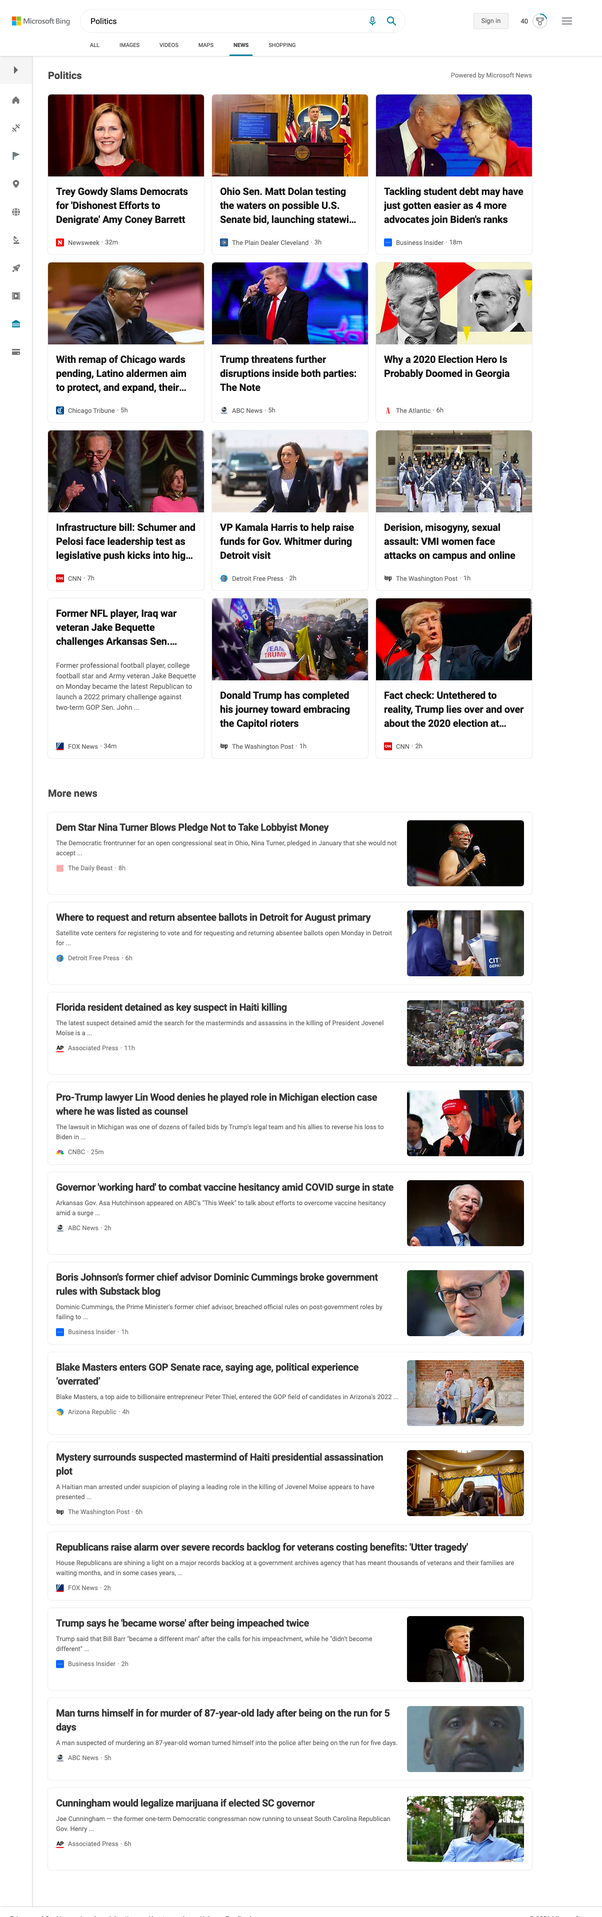 Microsoft Bing
Politics
Sign in
40
ALL IMAGES VIDEOS MAPS NEWS SHOPPING
Politics
Powered by Microsoft News
Trey Gowdy Slams Democrats
for 'Dishonest Efforts to
Denigrate' Amy Coney Barrett
Newsweek · 32m
Ohio Sen. Matt Dolan testing
the waters on possible U.S.
Senate bid, launching statewi...
The Plain Dealer Cleveland · 3h
Tackling student debt may have
just gotten easier as 4 more
advocates join Biden's ranks
Business Insider · 18m
With remap of Chicago wards
pending, Latino aldermen aim
to protect, and expand, their...
Chicago Tribune · 5h
Trump threatens further
disruptions inside both parties:
The Note
ABC News · 5h
Why a 2020 Election Hero Is
Probably Doomed in Georgia
The Atlantic · 6h
Infrastructure bill: Schumer and
Pelosi face leadership test as
legislative push kicks into hig...
CNN · 7h
VP Kamala Harris to help raise
funds for Gov. Whitmer during
Detroit visit
Detroit Free Press · 2h
Derision, misogyny, sexual
assault: VMI women face
attacks on campus and online
The Washington Post · 1h
Former NFL player, Iraq war
veteran Jake Bequette
challenges Arkansas Sen....
Former professional football player, college
football star and Army veteran Jake Bequette
on Monday became the latest Republican to
launch a 2022 primary challenge against
two-term GOP Sen. John ...
FOX News · 34m
TEAM
TRUMP
Donald Trump has completed
his journey toward embracing
the Capitol rioters
The Washington Post · 1h
Fact check: Untethered to
reality, Trump lies over and over
about the 2020 election at...
CNN · 2h
More news
Dem Star Nina Turner Blows Pledge Not to Take Lobbyist Money
The Democratic frontrunner for an open congressional seat in Ohio, Nina Turner, pledged in January that she would not
accept ...
The Daily Beast · 8h
Where to request and return absentee ballots in Detroit for August primary
Satellite vote centers for registering to vote and for requesting and returning absentee ballots open Monday in Detroit
for ...
Detroit Free Press · 6h
CITY
Florida resident detained as key suspect in Haiti killing
The latest suspect detained amid the search for the masterminds and assassins in the killing of President Jovenel
Moïse is a ...
AP Associated Press · 11h
Pro-Trump lawyer Lin Wood denies he played role in Michigan election case
where he was listed as counsel
The lawsuit in Michigan was one of dozens of failed bids by Trump's legal team and his allies to reverse his loss to
Biden in ...
CNBC · 25m
Governor 'working hard' to combat vaccine hesitancy amid COVID surge in state
Arkansas Gov. Asa Hutchinson appeared on ABC's "This Week" to talk about efforts to overcome vaccine hesitancy
amid a surge ...
ABC News · 2h
Boris Johnson's former chief advisor Dominic Cummings broke government
rules with Substack blog
Dominic Cummings, the Prime Minister's former chief advisor, breached official rules on post-government roles by
failing to ...
Business Insider · 1h
Blake Masters enters GOP Senate race, saying age, political experience
'overrated'
Blake Masters, a top aide to billionaire entrepreneur Peter Thiel, entered the GOP field of candidates in Arizona's 2022 ...
Arizona Republic · 4h
Mystery surrounds suspected mastermind of Haiti presidential assassination
plot
A Haitian man arrested under suspicion of playing a leading role in the killing of Jovenel Moïse appears to have
presented ...
The Washington Post · 6h
Republicans raise alarm over severe records backlog for veterans costing benefits: 'Utter tragedy'
House Republicans are shining a light on a major records backlog at a government archives agency that has meant thousands of veterans and their families are
waiting months, and in some cases years, ...
FOX News · 2h
Trump says he 'became worse' after being impeached twice
Trump said that Bill Barr "became a different man" after the calls for his impeachment, while he "didn't become
different" ...
Business Insider · 2h
Man turns himself in for murder of 87-year-old lady after being on the run for 5
days
A man suspected of murdering an 87-year-old woman turned himself into the police after being on the run for five days.
ABC News · 5h
Cunningham would legalize marijuana if elected SC governor
Joe Cunningham — the former one-term Democratic congressman now running to unseat South Carolina Republican
Gov. Henry ...
AP Associated Press · 6h